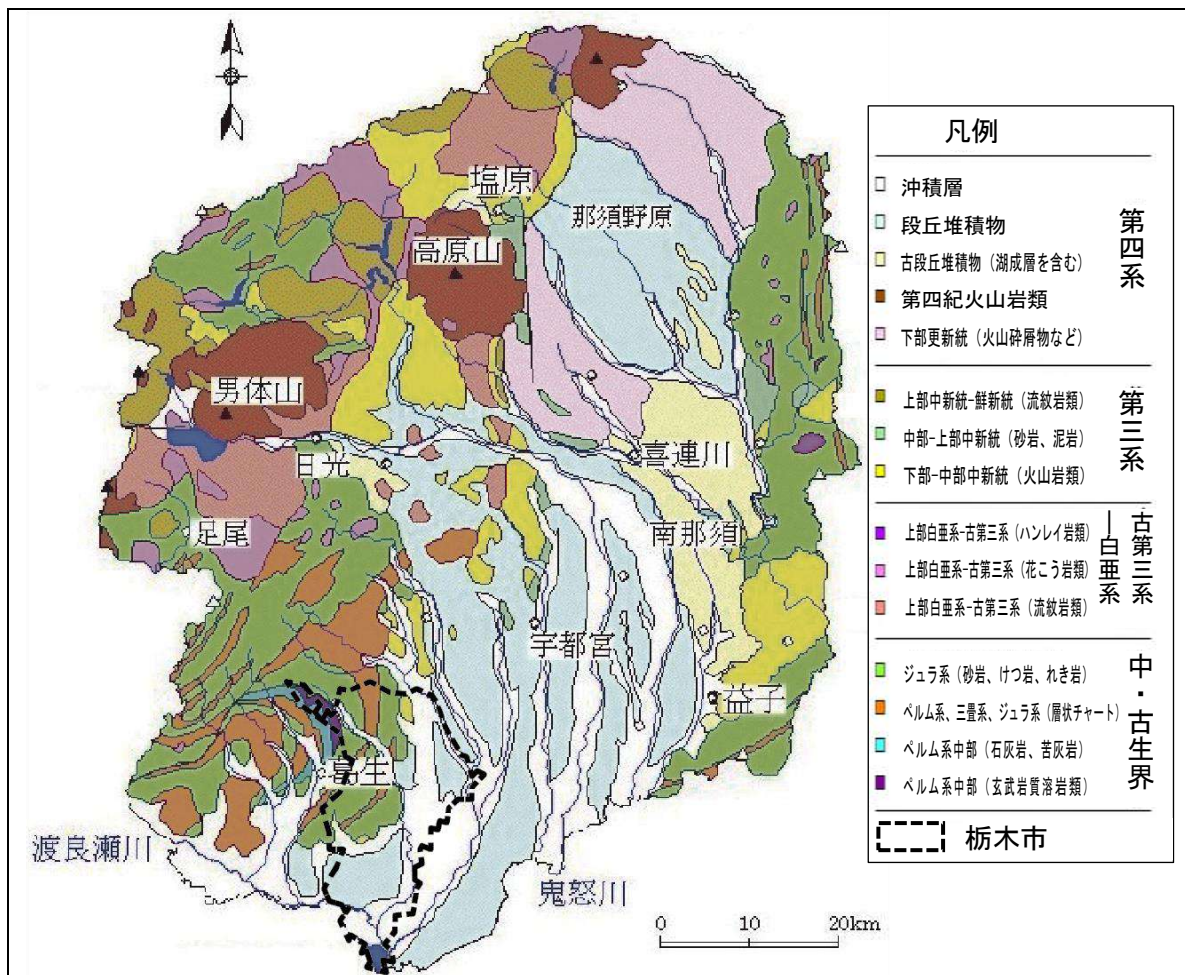 塩原
那須野原
高原山
男体山
日光
喜連川
足尾
南那須
宇都宮
益子
葛生
渡良瀬川
鬼怒川
0 10 20km
凡例
沖積層
段丘堆積物
古段丘堆積物（湖成層を含む）
第四紀火山岩類
下部更新統（火山砕屑物など）
第四系
上部中新統-鮮新統（流紋岩類）
中部-上部中新統（砂岩、泥岩）
下部-中部中新統（火山岩類）
第三系
上部白亜系-古第三系（ハンレイ岩類）
上部白亜系-古第三系（花こう岩類）
上部白亜系-古第三系（流紋岩類）
古第三系
ー白亜系
ジュラ系（砂岩、けつ岩、れき岩）
ペルム系、三畳系、ジュラ系（層状チャート）
ペルム系中部（石灰岩、苦灰岩）
ペルム系中部（玄武岩質溶岩類）
中・古生界
栃木市